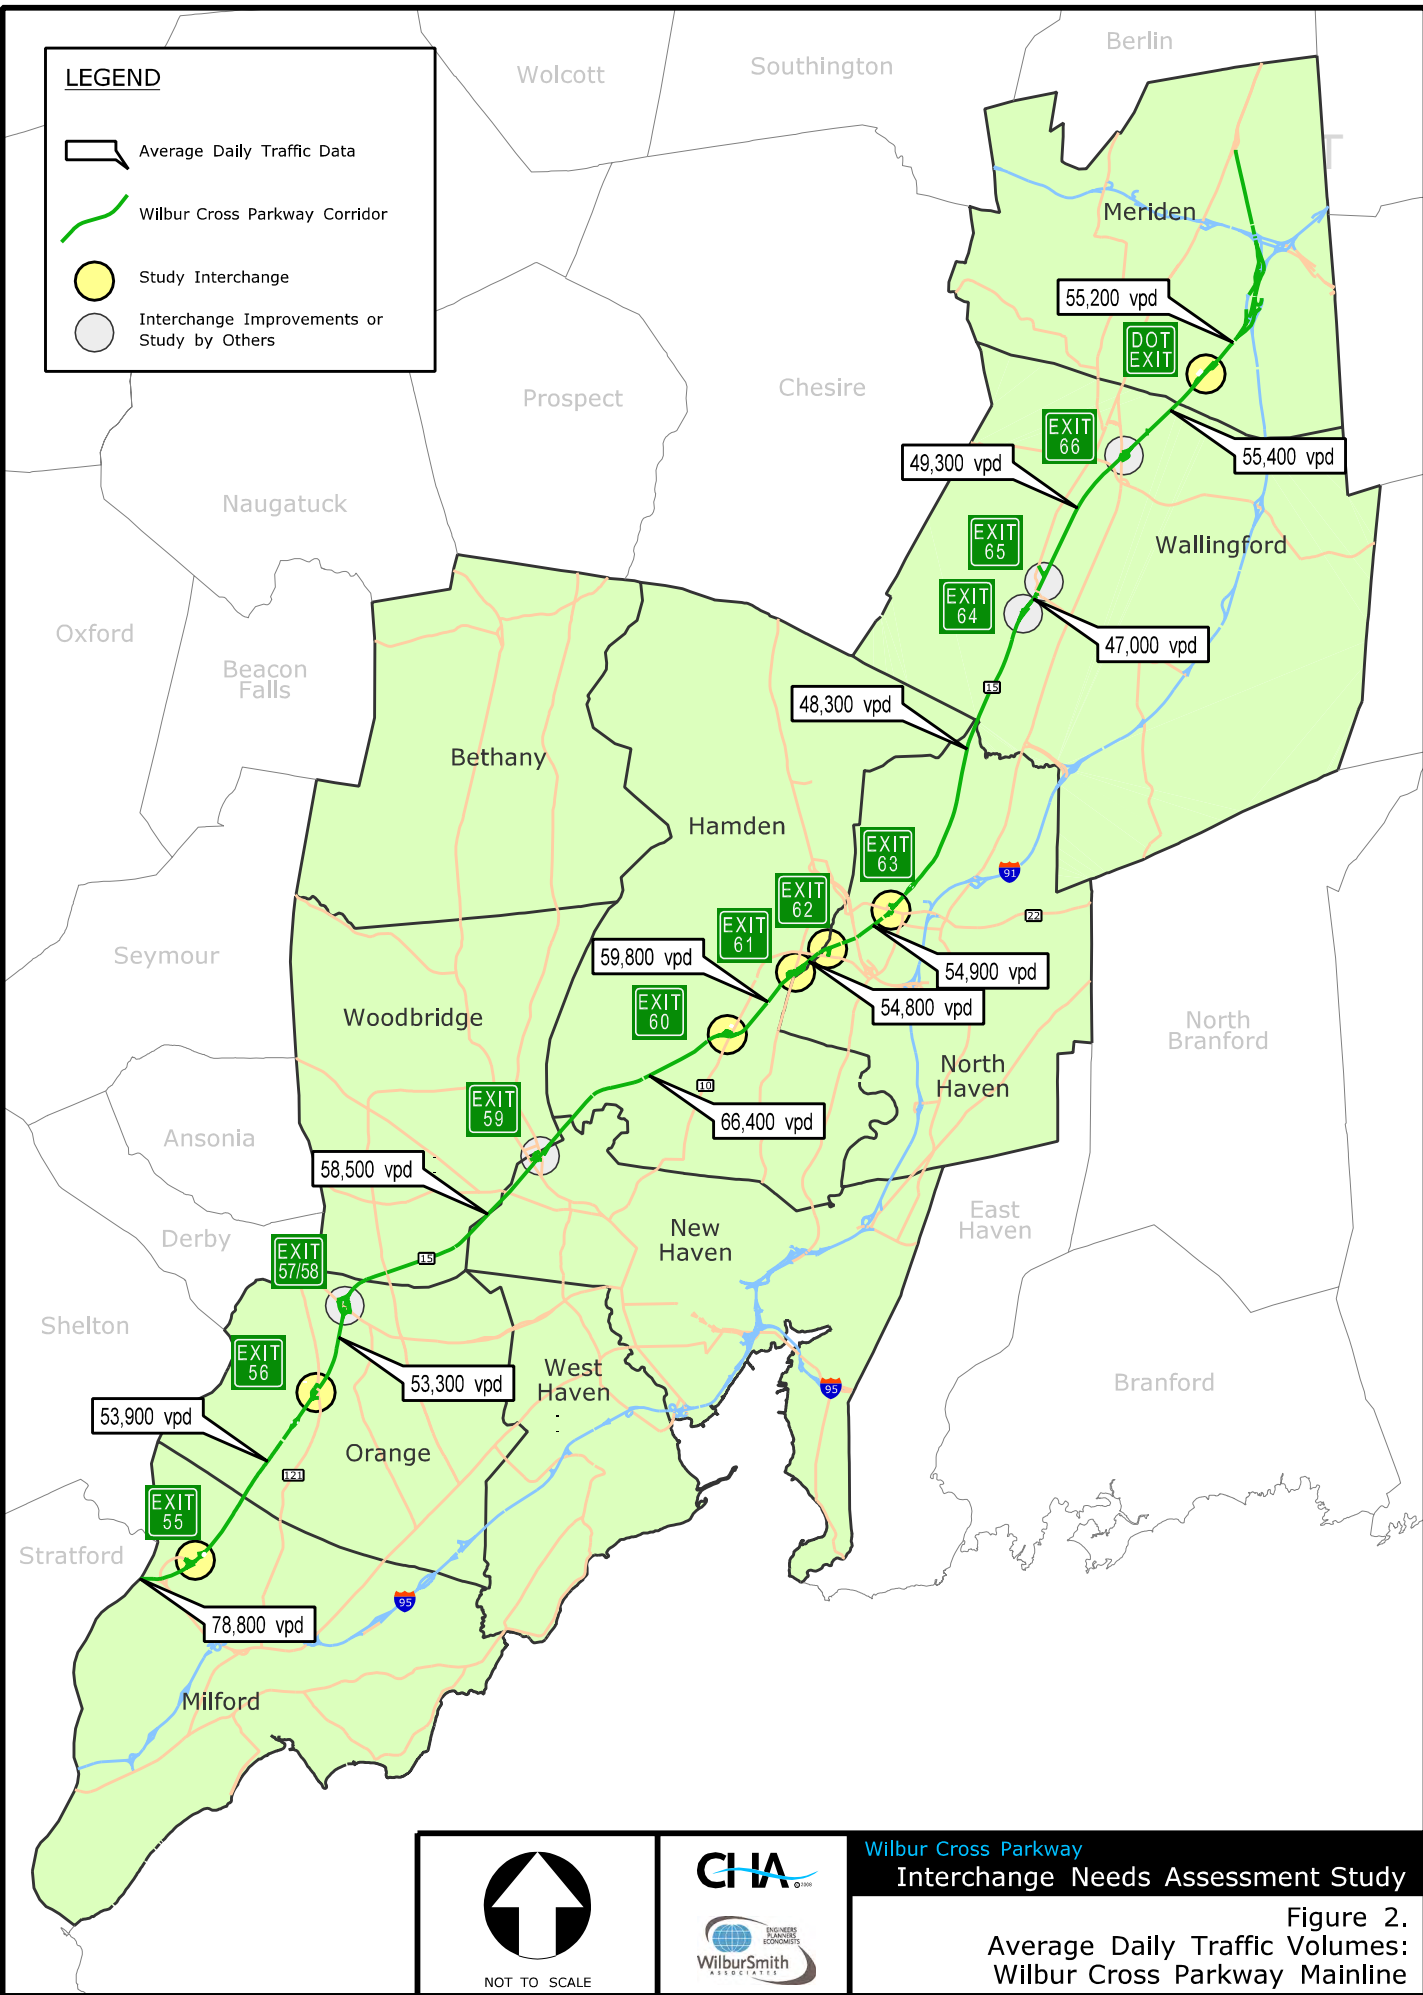 LEGEND
Average Daily Traffic Data
Wilbur Cross Parkway Corridor
Study Interchange
Interchange Improvements or
Study by Others
Berlin
Wolcott
Southington
T
Meriden
55,200 vpd
DOT
EXIT
Prospect
Chesire
EXIT
66
49,300 vpd
55,400 vpd
Naugatuck
EXIT
65
Wallingford
EXIT
64
Oxford
47,000 vpd
Beacon
Falls
15
48,300 vpd
Bethany
Hamden
EXIT
63
91
EXIT
62
22
EXIT
61
Seymour
59,800 vpd
54,900 vpd
54,800 vpd
EXIT
60
Woodbridge
North
Branford
North
Haven
10
EXIT
59
66,400 vpd
Ansonia
58,500 vpd
East
Haven
Derby
New
Haven
EXIT
57/58
15
Shelton
EXIT
56
West
Haven
53,300 vpd
95
Branford
53,900 vpd
Orange
121
EXIT
55
Stratford
95
78,800 vpd
Milford
NOT TO SCALE
CHA
© 2008
ENGINEERS
PLANNERS
ECONOMISTS
WilburSmith
ASSOCIATES
Wilbur Cross Parkway
Interchange Needs Assessment Study
Figure 2.
Average Daily Traffic Volumes:
Wilbur Cross Parkway Mainline